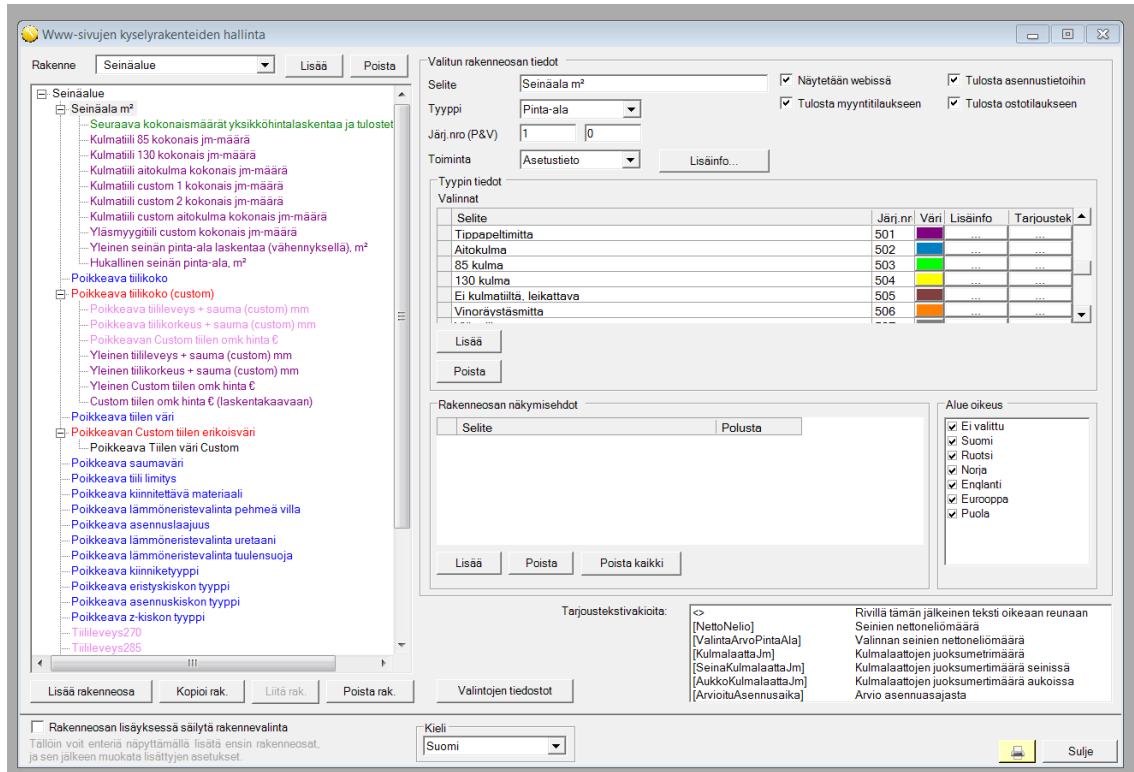 Www-sivujen kyselyrakenteiden hallinta
Rakenne Seinäalue Lisää Poista
Seinäalue
Seinäala m²
Seuraava kokonaismäärät yksikköhintalaskentaa ja tulostet
Kulmatiili 85 kokonais jm-määrä
Kulmatiili 130 kokonais jm-määrä
Kulmatiili aitokulma kokonais jm-määrä
Kulmatiili custom 1 kokonais jm-määrä
Kulmatiili custom 2 kokonais jm-määrä
Kulmatiili custom aitokulma kokonais jm-määrä
Yläsmyygitiili custom kokonais jm-määrä
Yleinen seinän pinta-ala laskentaa (vähennyksellä), m²
Hukallinen seinän pinta-ala, m²
Poikkeava tiilikoko
Poikkeava tiilikoko (custom)
Poikkeava tiilileveys + sauma (custom) mm
Poikkeava tiilikorkeus + sauma (custom) mm
Poikkeavan Custom tiilen omk hinta €
Yleinen tiilileveys + sauma (custom) mm
Yleinen tiilikorkeus + sauma (custom) mm
Yleinen Custom tiilen omk hinta €
Custom tiilen omk hinta € (laskentakaavaan)
Poikkeava tiilen väri
Poikkeavan Custom tiilen erikoisväri
Poikkeava Tiilen väri Custom
Poikkeava saumaväri
Poikkeava tiili limitys
Poikkeava kiinnitettävä materiaali
Poikkeava lämmöneristevalinta pehmeä villa
Poikkeava asennuslaajuus
Poikkeava lämmöneristevalinta uretaani
Poikkeava lämmöneristevalinta tuulensuoja
Poikkeava kiinniketyyppi
Poikkeava eristyskiskon tyyppi
Poikkeava asennuskiskon tyyppi
Poikkeava z-kiskon tyyppi
Tiilileveys270
Tiilileveys285
Lisää rakenneosa Kopioi rak. Liitä rak. Poista rak.
Valitun rakenneosan tiedot
Selite Seinäala m²
Tyyppi Pinta-ala
Järj.nro (P&V) 1 0
Toiminta Asetustieto Lisäinfo...
Näytetään webissä Tulosta asennustietoihin
Tulosta myyntitilaukseen Tulosta ostotilaukseen
Tyypin tiedot
Valinnat
Selite Järj.nr Väri Lisäinfo Tarjoustek
Tippapeltimitta 501 ... ...
Aitokulma 502 ... ...
85 kulma 503 ... ...
130 kulma 504 ... ...
Ei kulmatiiltä, leikattava 505 ... ...
Vinoräystäsmitta 506 ... ...
Lisää
Poista
Rakenneosan näkymisehdot
Selite Polusta
Lisää Poista Poista kaikki
Alue oikeus
Ei valittu
Suomi
Ruotsi
Norja
Englanti
Eurooppa
Puola
Tarjoustekstivakioita:
<> Rivillä tämän jälkeinen teksti oikeaan reunaan
[NettoNelio] Seinien nettoneliömäärä
[ValintaArvoPintaAla] Valinnan seinien nettoneliömäärä
[KulmalaattaJm] Kulmalaattojen juoksumetrimäärä
[SeinaKulmalaattaJm] Kulmalaattojen juoksumertimäärä seinissä
[AukkoKulmalaattaJm] Kulmalaattojen juoksumertimäärä aukoissa
[ArvioituAsennusaika] Arvio asennuasajasta
Valintojen tiedostot
Rakenneosan lisäyksessä säilytä rakennevalinta
Tällöin voit enteriä näpyttämällä lisätä ensin rakenneosat,
ja sen jälkeen muokata lisättyjen asetukset.
Kieli
Suomi
Sulje